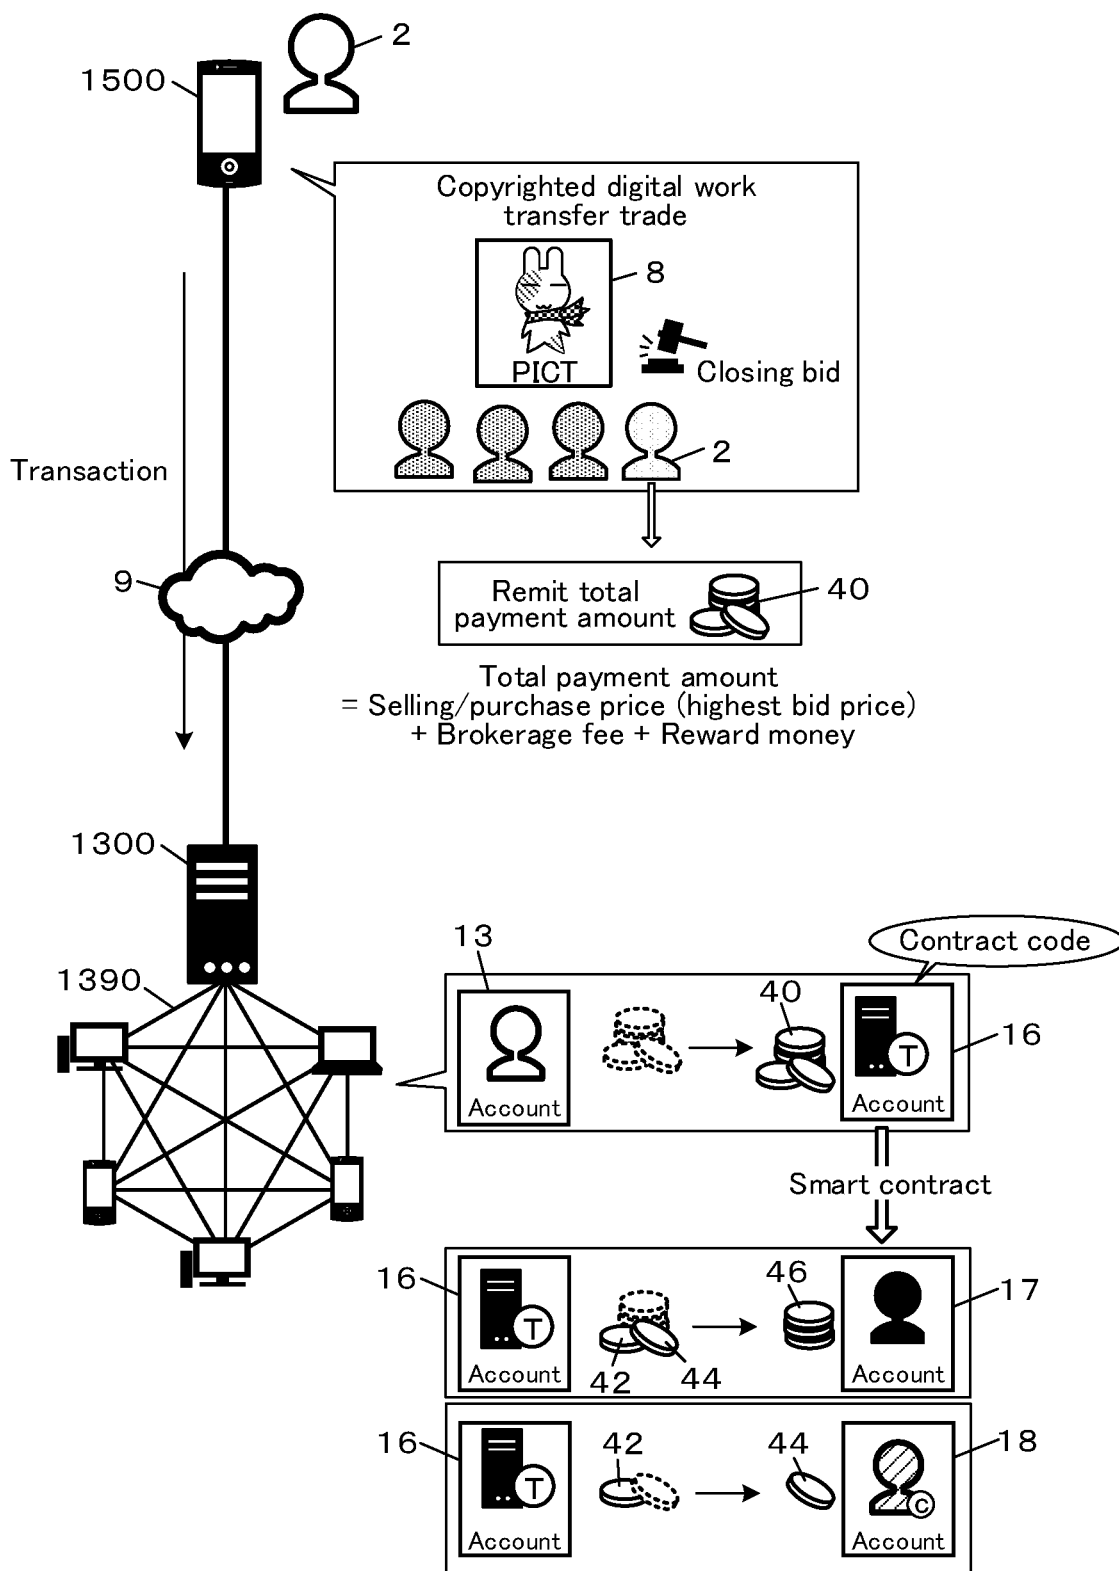 2
1500
Copyrighted digital work
transfer trade
8
PICT
Closing bid
2
Transaction
9
Remit total
payment amount
40
Total payment amount
= Selling/purchase price (highest bid price)
+ Brokerage fee + Reward money
1300
13
Contract code
1390
40
T
16
Account
Account
Smart contract
16
46
17
T
42
44
Account
Account
16
42
44
18
T
C
Account
Account